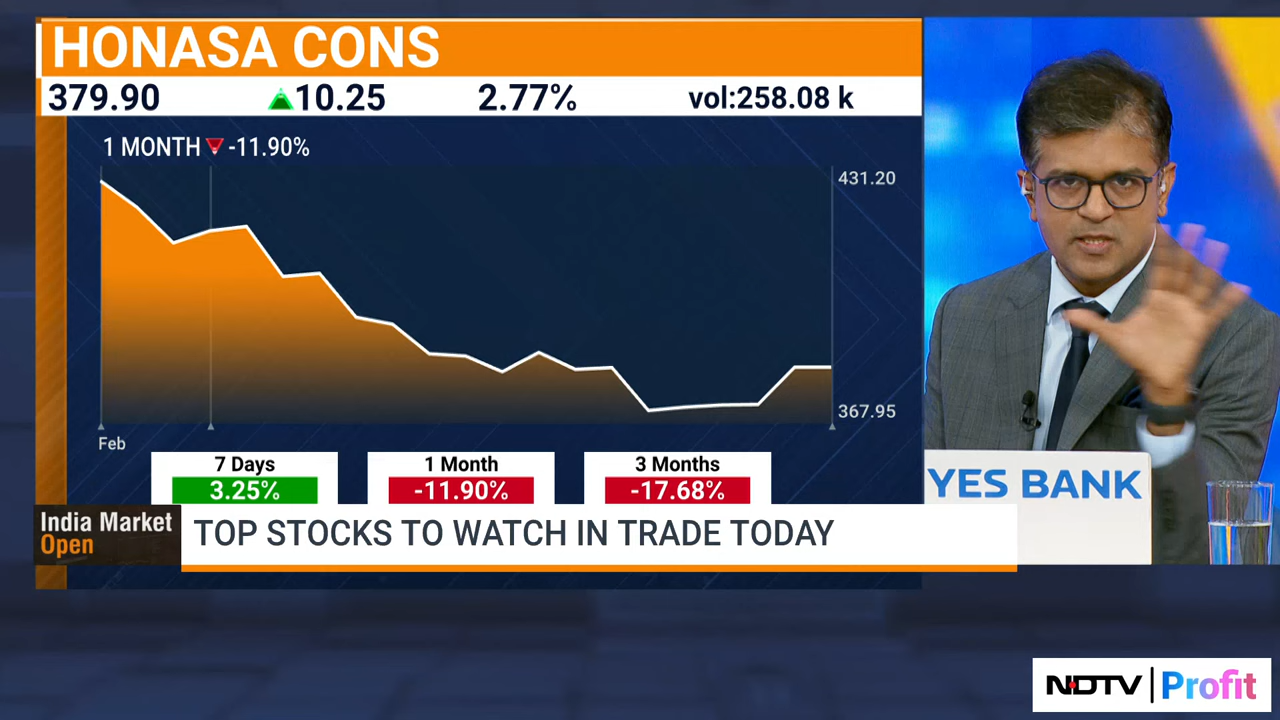 HONASA CONS
379.90 10.25 2.77% vol:258.08 k
1 MONTH -11.90%
431.20
367.95
Feb
7 Days 1 Month 3 Months
3.25% -11.90% -17.68%
YES BANK
India Market
Open
TOP STOCKS TO WATCH IN TRADE TODAY
NDTV Profit